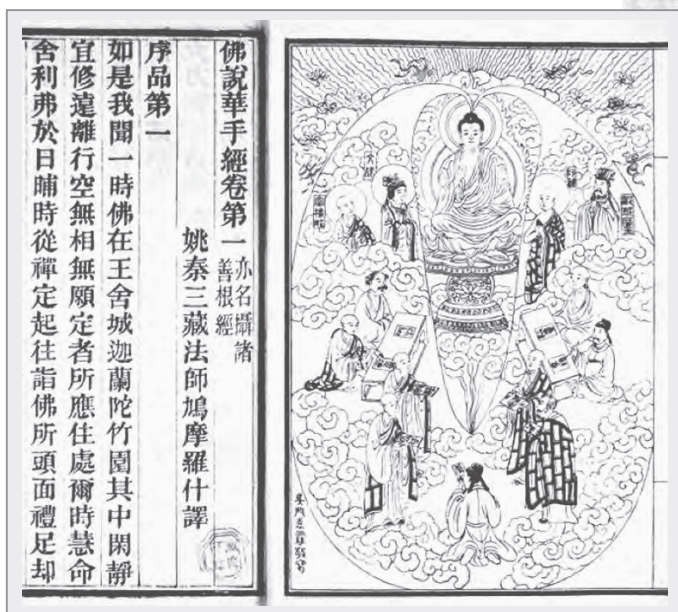 佛說華手經卷第一
亦名攝諸
善根經
姚秦三藏法師鳩摩羅什譯
序品第一
如是我聞一時佛在王舍城迦蘭陀竹園其中閑靜
宜修遠離行空無相無願定者所應住處爾時慧命
舍利弗於日晡時從禪定起往詣佛所頭面禮足却